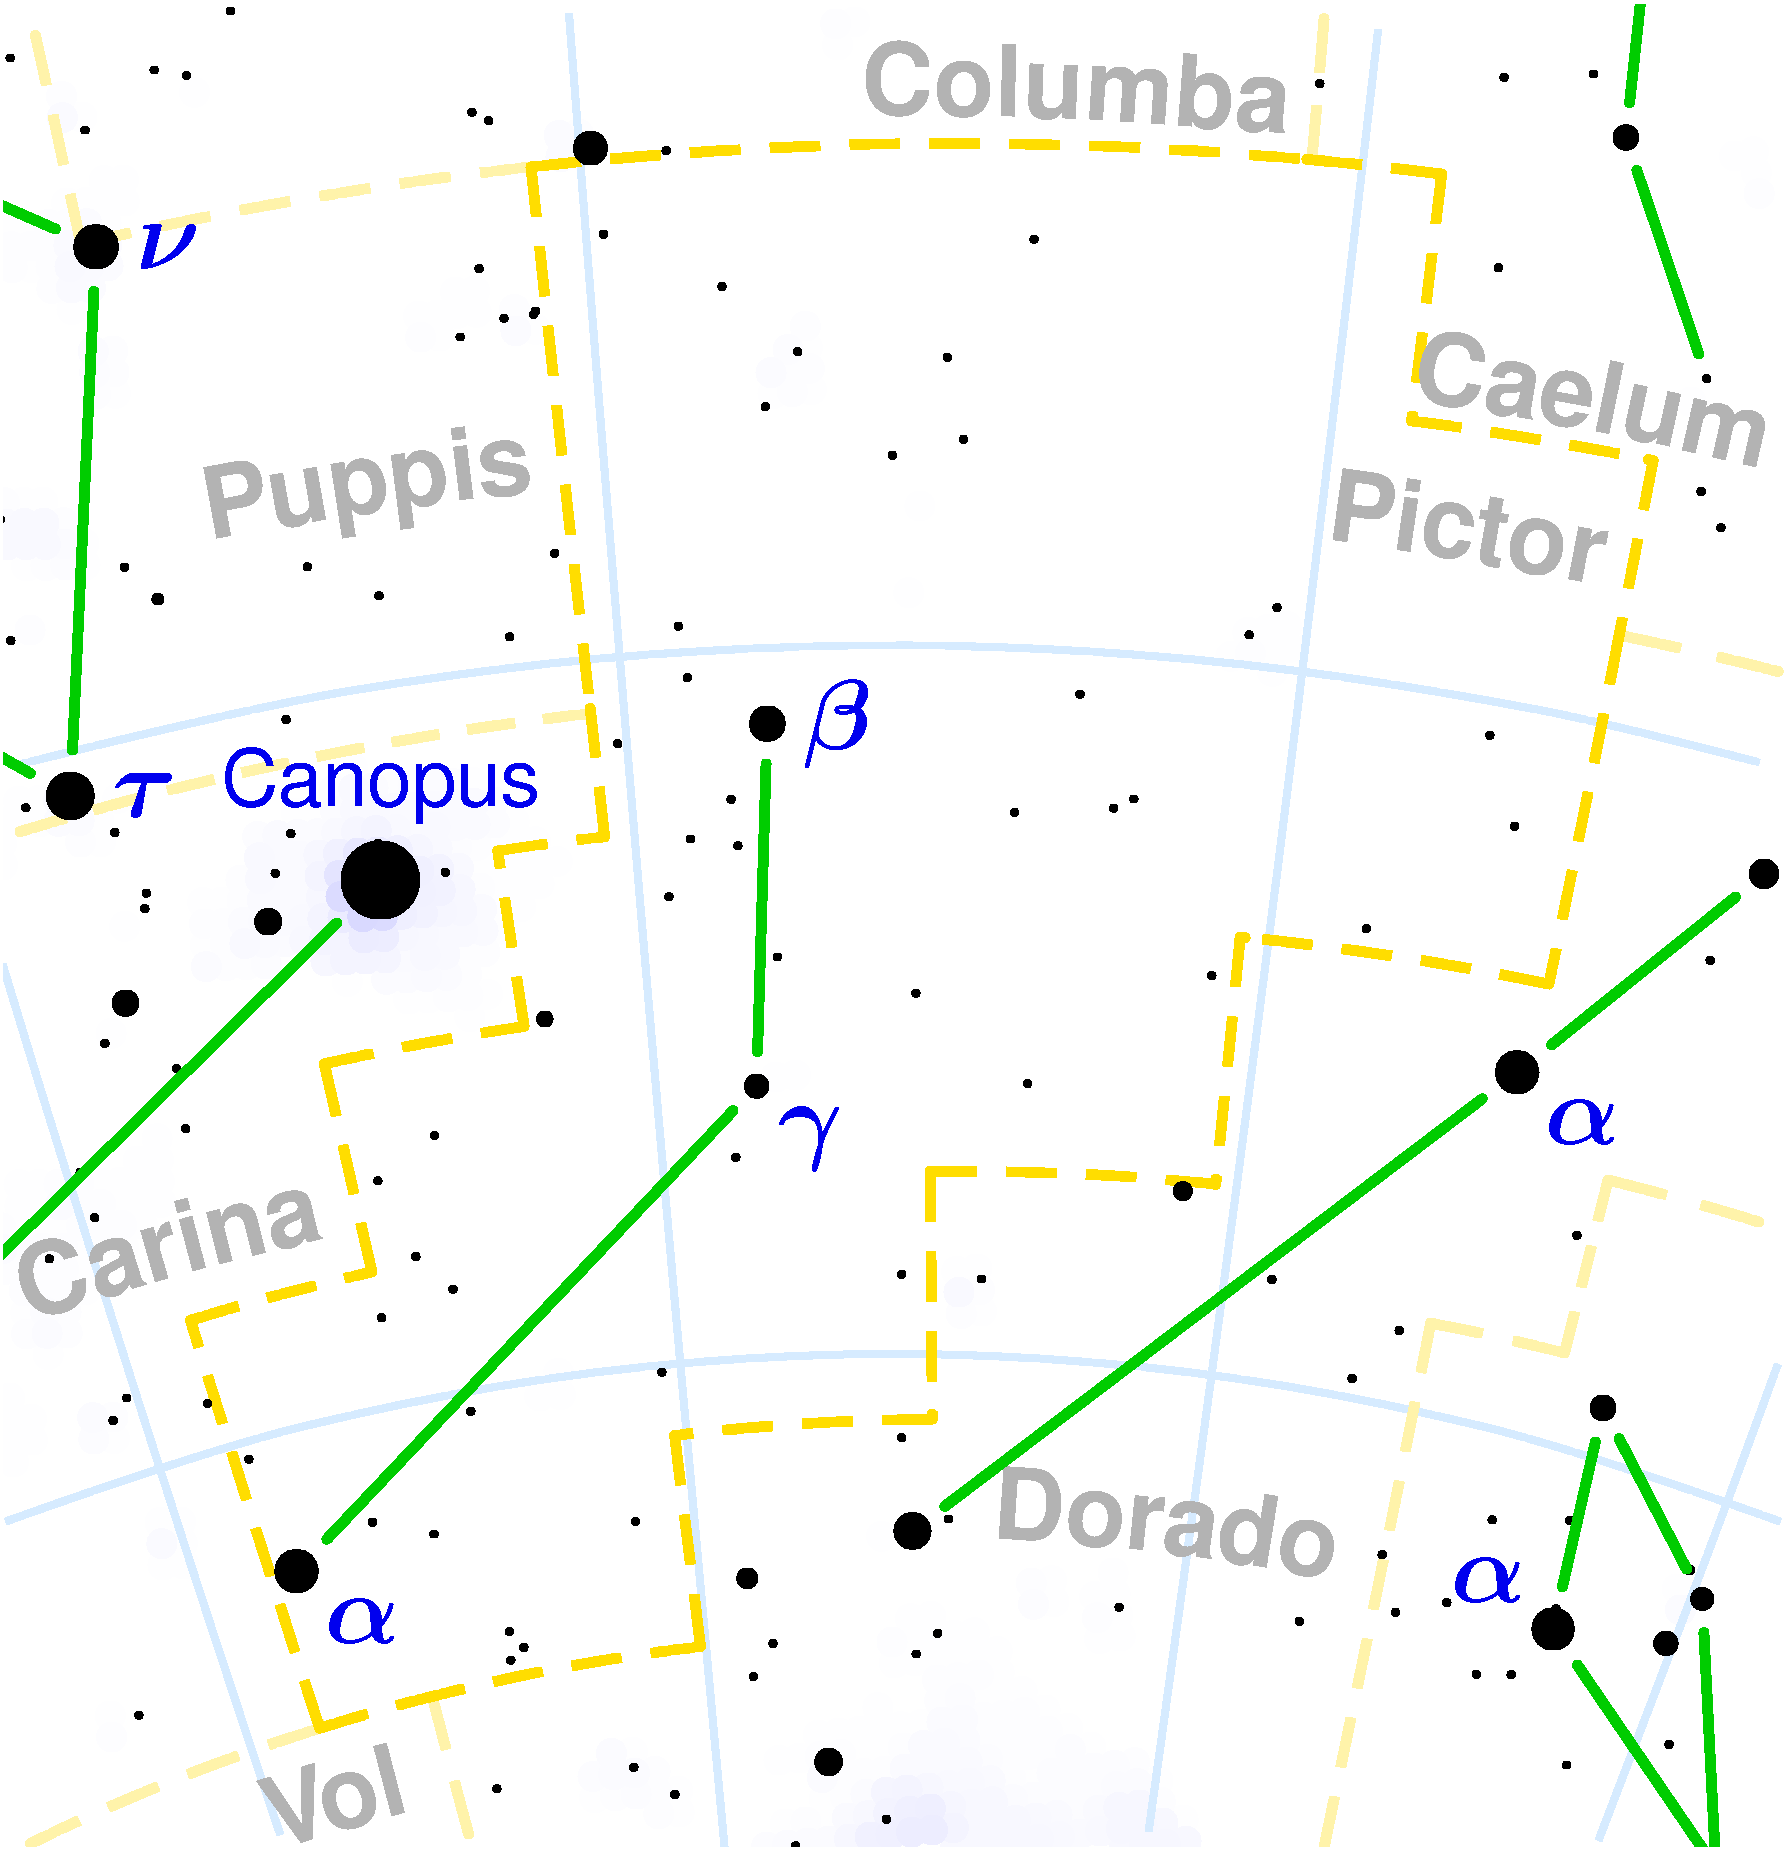 Columba
ν
Caelum
Puppis
Pictor
β
τ
Canopus
α
γ
Carina
Dorado
α
α
Vol